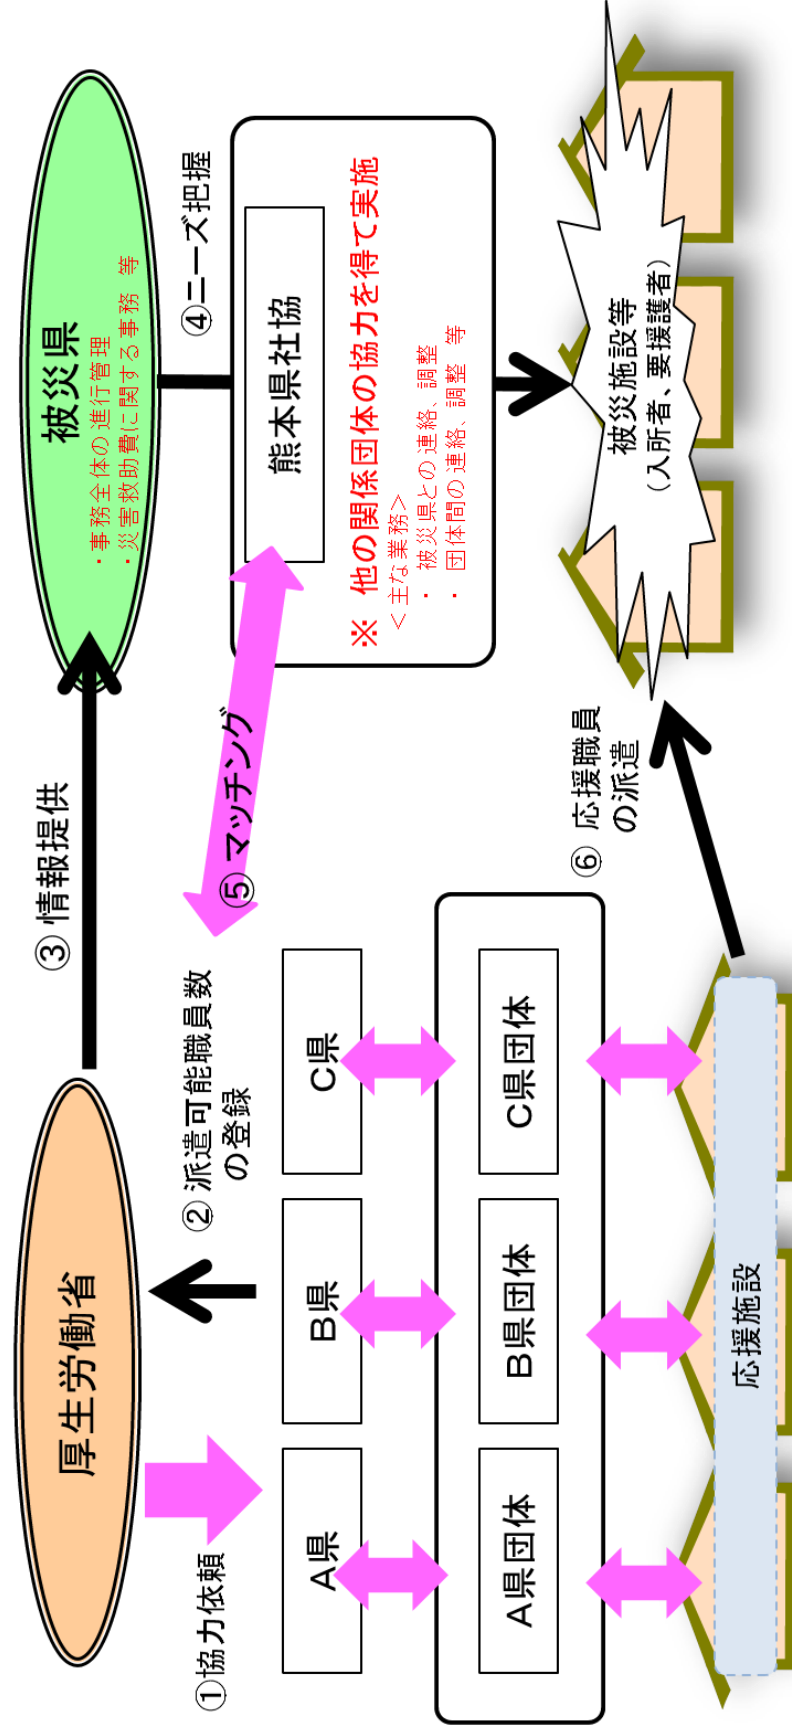 厚生労働省
③ 情報提供
被災県
・事務全体の進行管理
・災害救助費に関する事務 等
①協力依頼
② 派遣可能職員数
の登録
④ニーズ把握
⑤ マッチング
熊本県社協
※ 他の関係団体の協力を得て実施
＜主な業務＞
・ 被災県との連絡、調整
・ 団体間の連絡、調整 等
A県
B県
C県
A県団体
B県団体
C県団体
⑥ 応援職員
の派遣
被災施設等
（入所者、要援護者）
応援施設